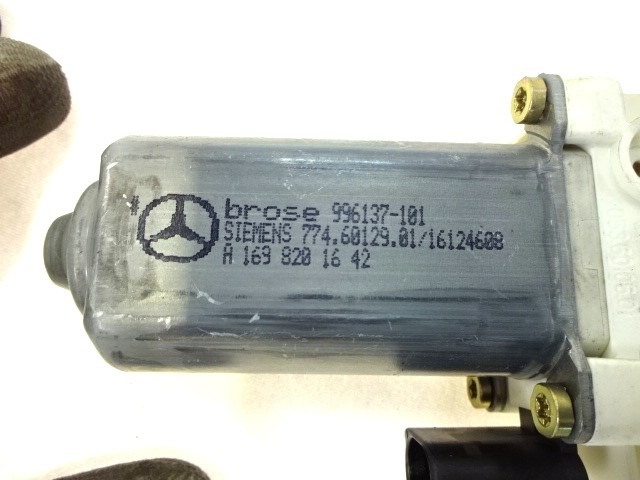 # brose 996137-101
SIEMENS 774.60129.01/16124608
A 169 820 16 42